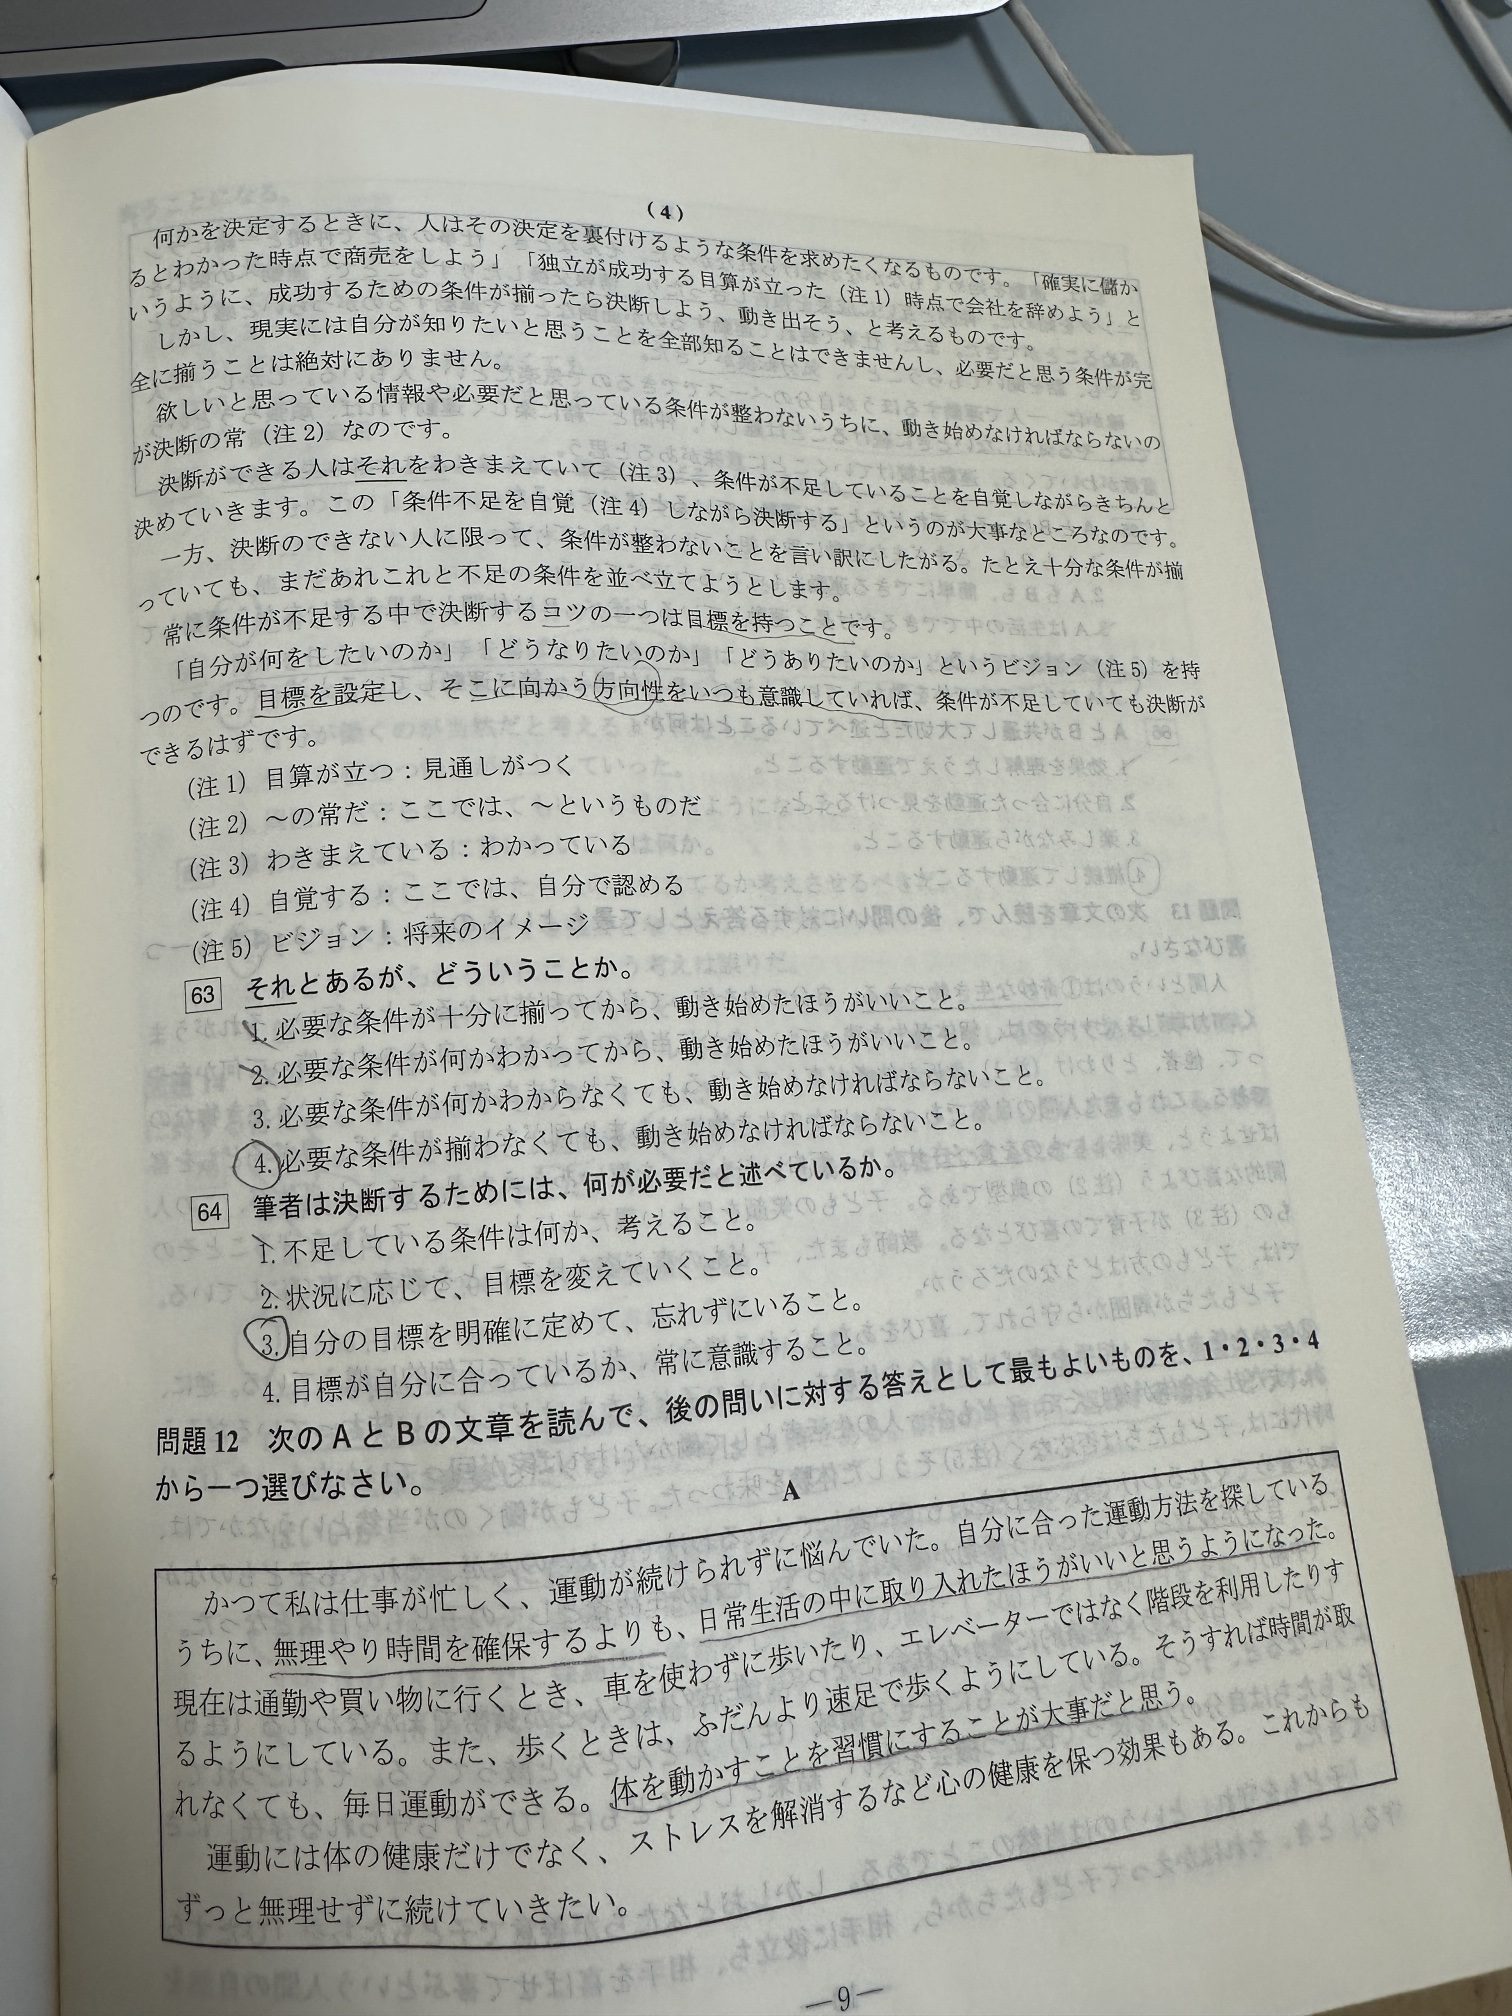 (4)
何かを決定するときに、人はその決定を裏付けるような条件を求めたくなるものです。「確実に儲か
るとわかった時点で商売をしよう」「独立が成功する目算が立った（注1）時点で会社を辞めよう」と
いうように、成功するための条件が揃ったら決断しよう、動き出そう、と考えるものです。
しかし、現実には自分が知りたいと思うことを全部知ることはできませんし、必要だと思う条件が完
全に揃うことは絶対にありません。
欲しいと思っている情報や必要だと思っている条件が整わないうちに、動き始めなければならないの
が決断の常（注2）なのです。
決断ができる人はそれをわきまえていて（注3）、条件が不足していることを自覚しながらきちんと
決めていきます。この「条件不足を自覚（注4）しながら決断する」というのが大事なところなのです。
一方、決断のできない人に限って、条件が整わないことを言い訳にしたがる。たとえ十分な条件が揃
っていても、まだあれこれと不足の条件を並べ立てようとします。
常に条件が不足する中で決断するコツの一つは目標を持つことです。
「自分が何をしたいのか」「どうなりたいのか」「どうありたいのか」というビジョン（注5）を持
つのです。目標を設定し、そこに向かう方向性をいつも意識していれば、条件が不足していても決断が
できるはずです。
（注1）目算が立つ：見通しがつく
（注2）～の常だ：ここでは、～というものだ
（注3）わきまえている：わかっている
（注4）自覚する：ここでは、自分で認める
（注5）ビジョン：将来のイメージ
63 それとあるが、どういうことか。
1. 必要な条件が十分に揃ってから、動き始めたほうがいいこと。
2. 必要な条件が何かわかってから、動き始めたほうがいいこと。
3. 必要な条件が何かわからなくても、動き始めなければならないこと。
4. 必要な条件が揃わなくても、動き始めなければならないこと。
64 筆者は決断するためには、何が必要だと述べているか。
1. 不足している条件は何か、考えること。
2. 状況に応じて、目標を変えていくこと。
3. 自分の目標を明確に定めて、忘れずにいること。
4. 目標が自分に合っているか、常に意識すること。
問題12 次のAとBの文章を読んで、後の問いに対する答えとして最もよいものを、1・2・3・4
から一つ選びなさい。
A
かつて私は仕事が忙しく、運動が続けられずに悩んでいた。自分に合った運動方法を探している
うちに、無理やり時間を確保するよりも、日常生活の中に取り入れたほうがいいと思うようになった。
現在は通勤や買い物に行くとき、車を使わずに歩いたり、エレベーターではなく階段を利用したりす
るようにしている。また、歩くときは、ふだんより速足で歩くようにしている。そうすれば時間が取
れなくても、毎日運動ができる。体を動かすことを習慣にすることが大事だと思う。
運動には体の健康だけでなく、ストレスを解消するなど心の健康を保つ効果もある。これからも
ずっと無理せずに続けていきたい。
—9—